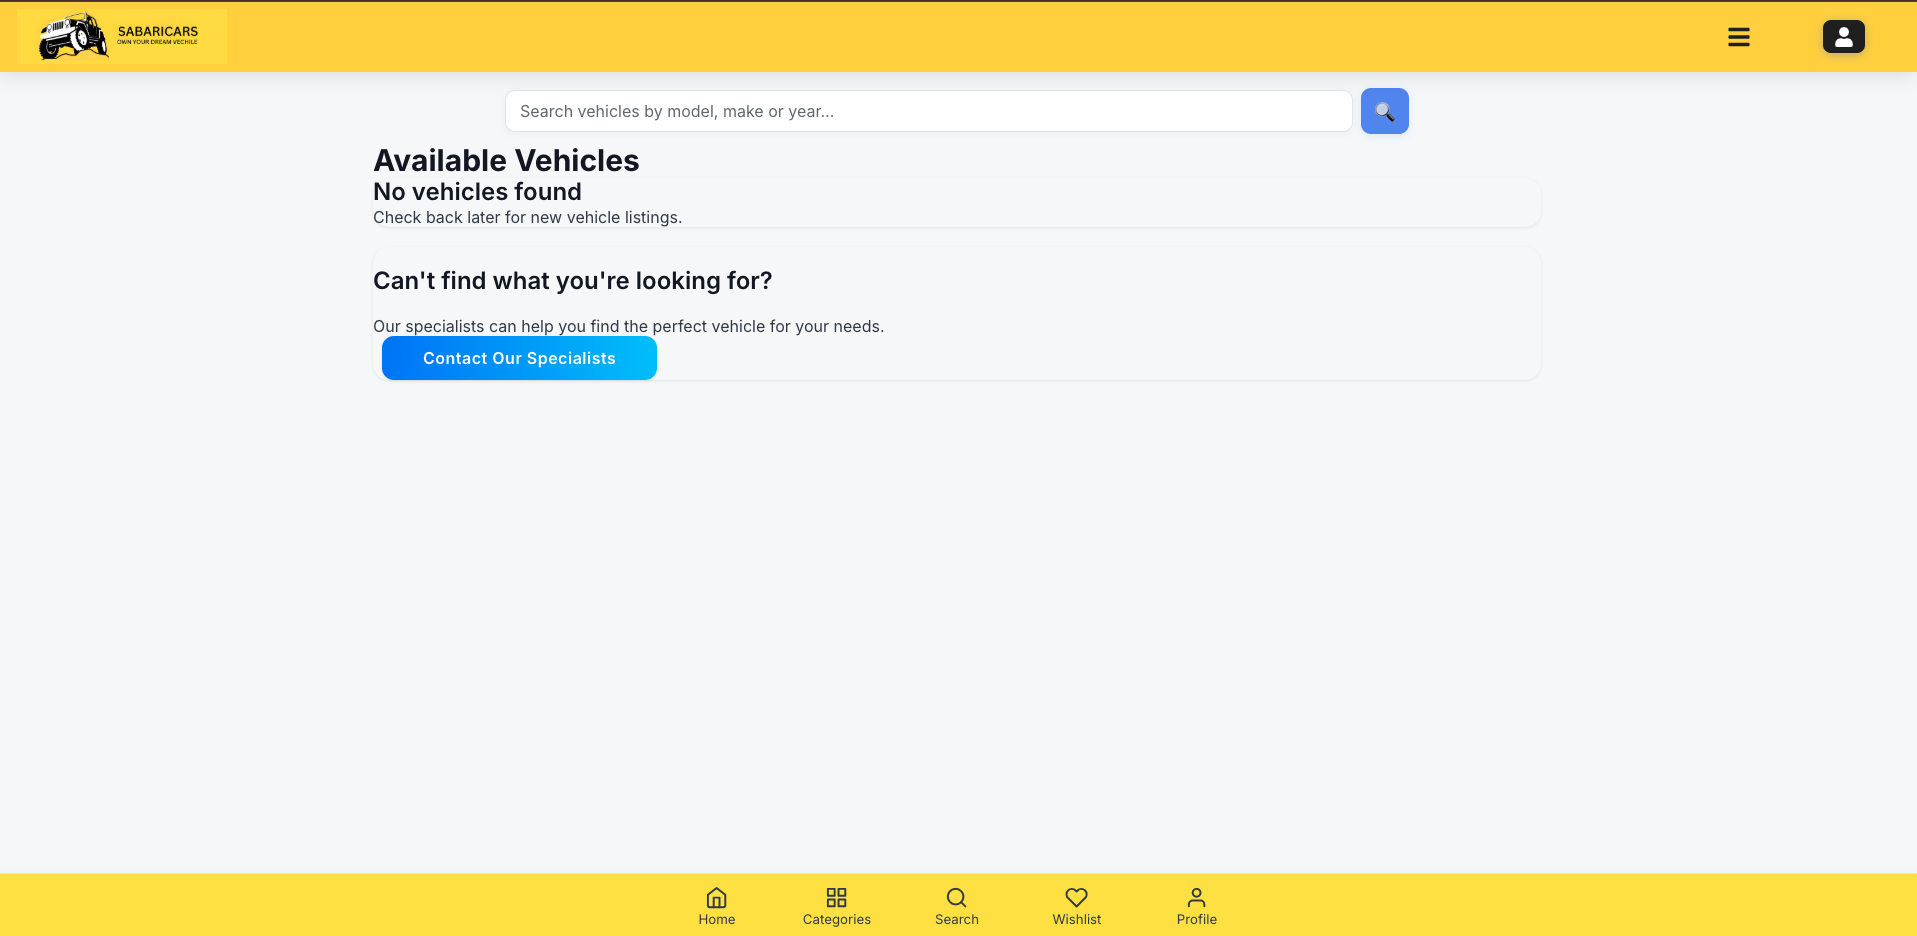 SABARICARS
OWN YOUR DREAM VECHILE
Search vehicles by model, make or year...
Available Vehicles
No vehicles found
Check back later for new vehicle listings.
Can't find what you're looking for?
Our specialists can help you find the perfect vehicle for your needs.
Contact Our Specialists
Home
Categories
Search
Wishlist
Profile